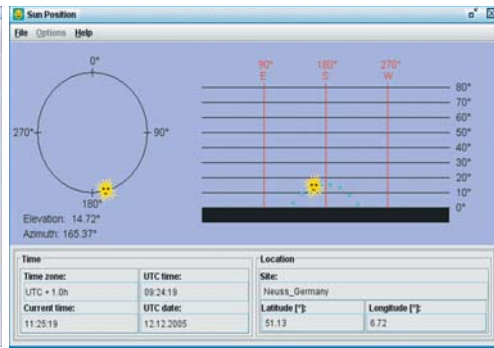 Sun Position
File Options Help
0°
270° 90°
180°
Elevation: 14.72°
Azimuth: 165.37°
90° 180° 270°
E S W
80°
70°
60°
50°
40°
30°
20°
10°
0°
Time
Time zone: UTC time:
UTC + 1.0h 09:24:19
Current time: UTC date:
11:25:19 12.12.2005
Location
Site:
Neuss_Germany
Latitude [°]: Longitude [°]:
51.13 6.72